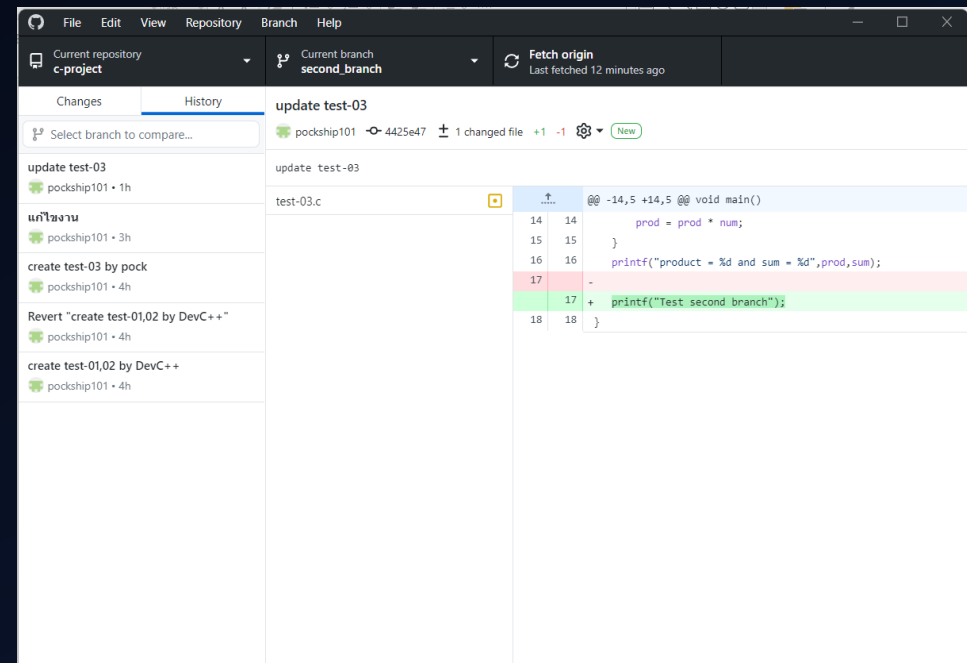 File Edit View Repository Branch Help
Current repository
c-project
Current branch
second_branch
Fetch origin
Last fetched 12 minutes ago
Changes History
Select branch to compare...
update test-03
pockship101 • 1h
แก้ไขงาน
pockship101 • 3h
create test-03 by pock
pockship101 • 4h
Revert "create test-01,02 by DevC++"
pockship101 • 4h
create test-01,02 by DevC++
pockship101 • 4h
update test-03
pockship101 4425e47 1 changed file +1 -1 New
update test-03
test-03.c
@@ -14,5 +14,5 @@ void main()
14 14 prod = prod * num;
15 15 }
16 16 printf("product = %d and sum = %d",prod,sum);
17 -
17 + printf("Test second branch");
18 18 }